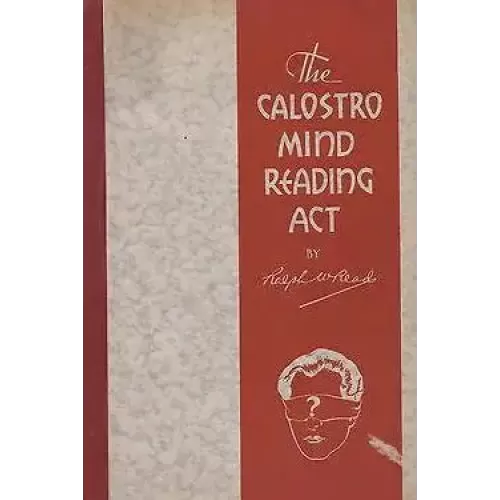 The
CALOSTRO
MIND
READING
ACT
BY
Ralph W Read
?